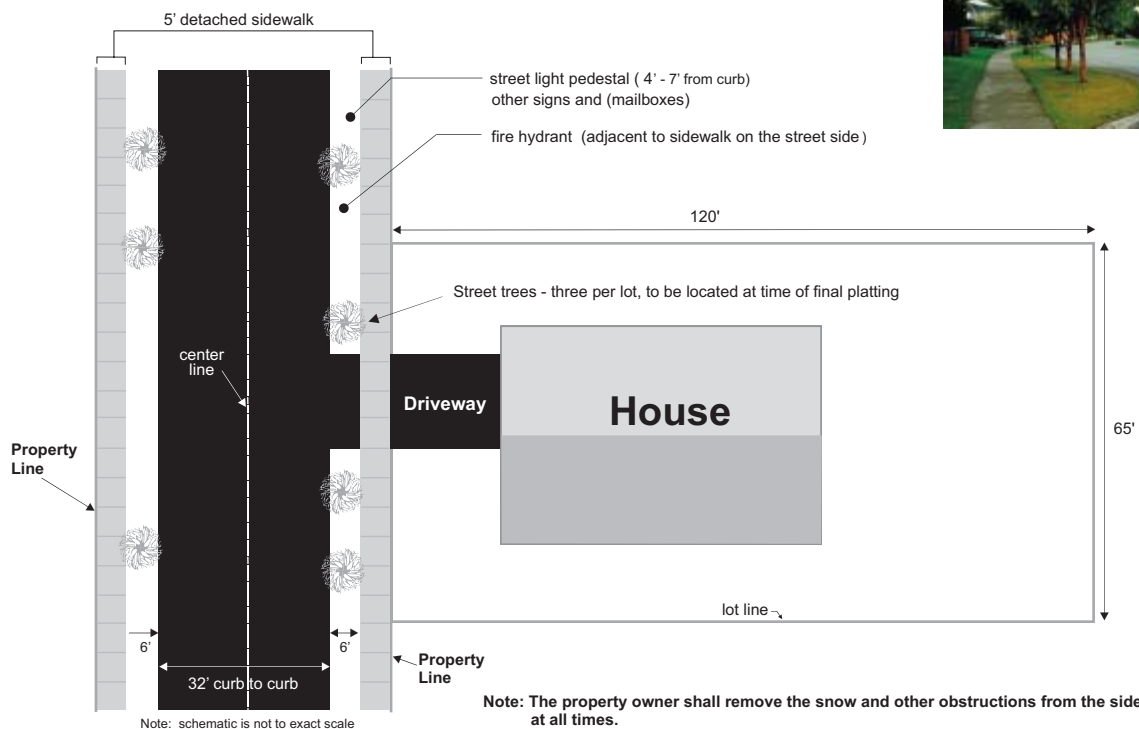 5' detached sidewalk
street light pedestal ( 4' - 7' from curb)
other signs and (mailboxes)
fire hydrant (adjacent to sidewalk on the street side)
120'
Street trees - three per lot, to be located at time of final platting
center
line
Driveway
House
65'
Property
Line
lot line
6'
6'
32' curb to curb
Property
Line
Note: schematic is not to exact scale
Note: The property owner shall remove the snow and other obstructions from the side
at all times.